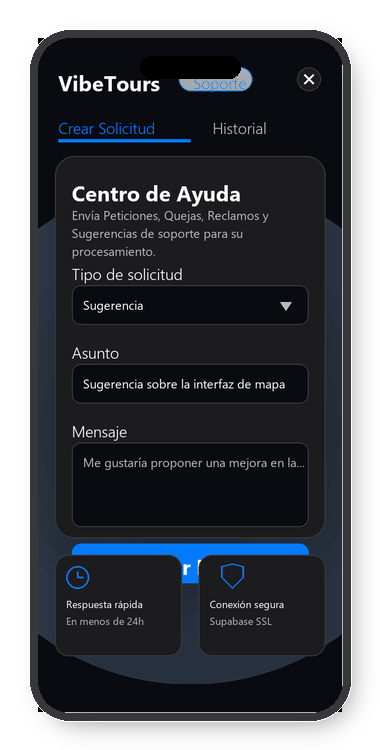 VibeTours
Soporte
Crear Solicitud
Historial
Centro de Ayuda
Envía Peticiones, Quejas, Reclamos y
Sugerencias de soporte para su
procesamiento.
Tipo de solicitud
Sugerencia
Asunto
Sugerencia sobre la interfaz de mapa
Mensaje
Me gustaría proponer una mejora en la...
Respuesta rápida
En menos de 24h
Conexión segura
Supabase SSL